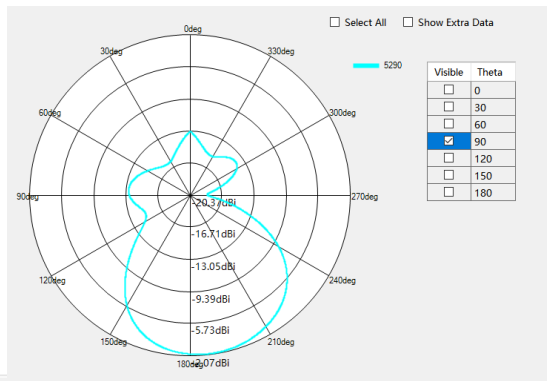 Select All
Show Extra Data
0deg
30deg
330deg
5290
Visible Theta
0
30
60
90
120
150
180
60deg
300deg
90deg
270deg
-20.37dBi
-16.71dBi
-13.05dBi
120deg
240deg
-9.39dBi
-5.73dBi
150deg
210deg
180deg
-2.07dBi